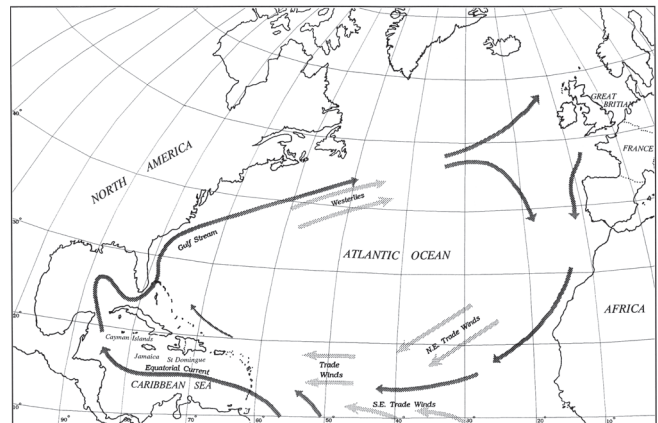 GREAT
BRITIAN
FRANCE
NORTH AMERICA
Westerlies
Gulf Stream
ATLANTIC OCEAN
AFRICA
N.E. Trade Winds
Cayman Islands
Jamaica
St Domingue
Equatorial Current
CARIBBEAN SEA
Trade
Winds
S.E. Trade Winds
40°
30°
20°
10°
90°
80°
70°
60°
50°
40
30
20
10°